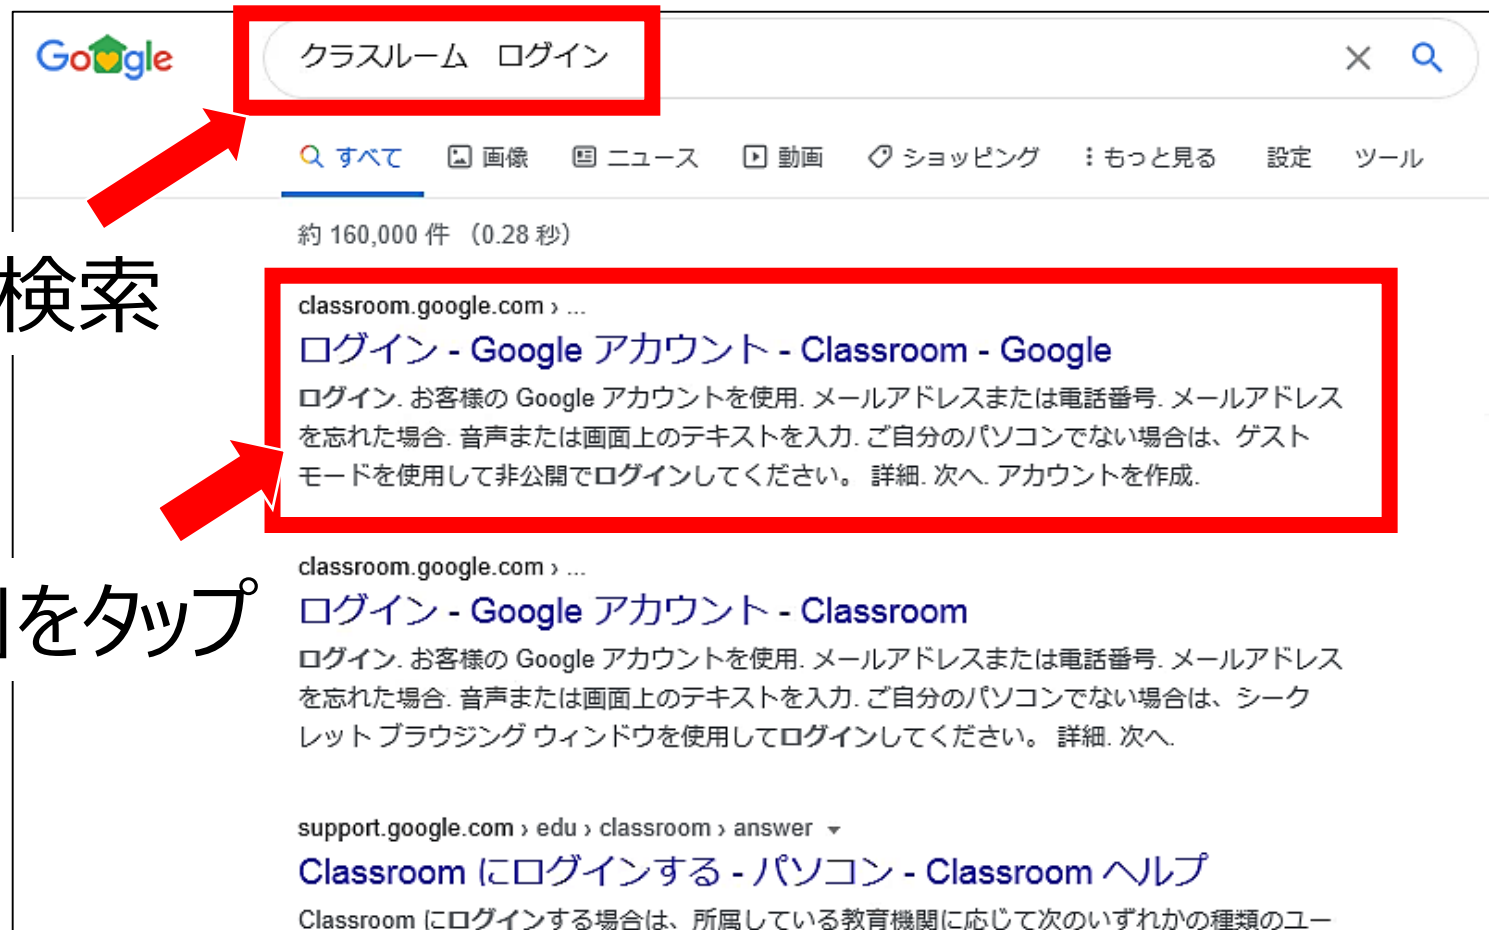 Google
クラスルーム　ログイン
すべて 画像 ニュース 動画 ショッピング もっと見る 設定 ツール
約 160,000 件 （0.28 秒）
検索
classroom.google.com › ...
ログイン - Google アカウント - Classroom - Google
ログイン. お客様の Google アカウントを使用. メールアドレスまたは電話番号. メールアドレス
を忘れた場合. 音声または画面上のテキストを入力. ご自分のパソコンでない場合は、ゲスト
モードを使用して非公開でログインしてください。 詳細. 次へ. アカウントを作成.
をタップ
classroom.google.com › ...
ログイン - Google アカウント - Classroom
ログイン. お客様の Google アカウントを使用. メールアドレスまたは電話番号. メールアドレス
を忘れた場合. 音声または画面上のテキストを入力. ご自分のパソコンでない場合は、シーク
レット ブラウジング ウィンドウを使用してログインしてください。 詳細. 次へ.
support.google.com › edu › classroom › answer
Classroom にログインする - パソコン - Classroom ヘルプ
Classroom にログインする場合は、所属している教育機関に応じて次のいずれかの種類のユー